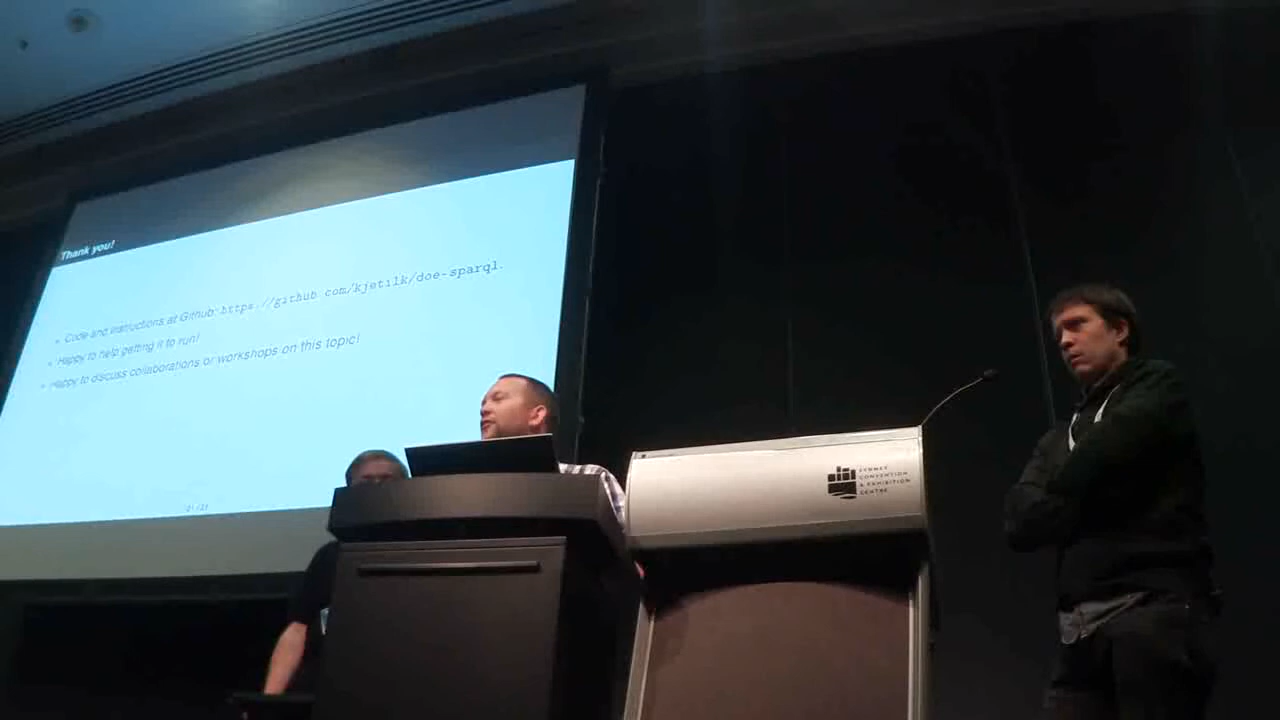 Thank you!
Code and instructions at Github: https://github.com/kjetilk/doe-sparql.
Happy to help getting it to run!
Happy to discuss collaborations or workshops on this topic!
21 / 21
SYDNEY
CONVENTION
& EXHIBITION
CENTRE